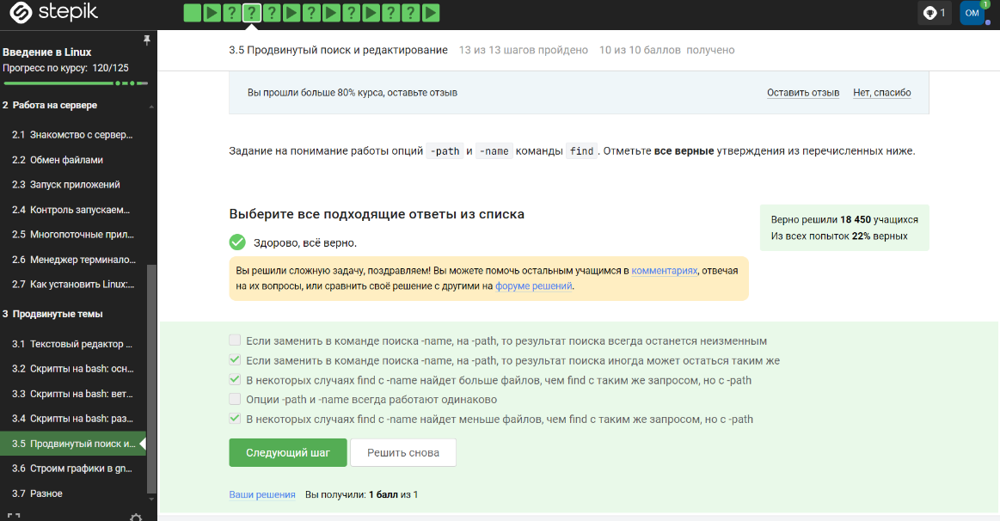 stepik
? ? ? ? ? ? ?
1
OM
1
Введение в Linux
Прогресс по курсу: 120/125
2 Работа на сервере
2.1 Знакомство с сервер...
2.2 Обмен файлами
2.3 Запуск приложений
2.4 Контроль запускаем...
2.5 Многопоточные прил...
2.6 Менеджер терминало...
2.7 Как установить Linux:...
3 Продвинутые темы
3.1 Текстовый редактор ...
3.2 Скрипты на bash: осн...
3.3 Скрипты на bash: вет...
3.4 Скрипты на bash: раз...
3.5 Продвинутый поиск и...
3.6 Строим графики в gn...
3.7 Разное
3.5 Продвинутый поиск и редактирование 13 из 13 шагов пройдено 10 из 10 баллов получено
Вы прошли больше 80% курса, оставьте отзыв Оставить отзыв Нет, спасибо
Задание на понимание работы опций -path и -name команды find. Отметьте все верные утверждения из перечисленных ниже.
Выберите все подходящие ответы из списка
Верно решили 18 450 учащихся
Из всех попыток 22% верных
Здорово, всё верно.
Вы решили сложную задачу, поздравляем! Вы можете помочь остальным учащимся в комментариях, отвечая
на их вопросы, или сравнить своё решение с другими на форуме решений.
Если заменить в команде поиска -name, на -path, то результат поиска всегда останется неизменным
Если заменить в команде поиска -name, на -path, то результат поиска иногда может остаться таким же
В некоторых случаях find с -name найдет больше файлов, чем find с таким же запросом, но с -path
Опции -path и -name всегда работают одинаково
В некоторых случаях find с -name найдет меньше файлов, чем find с таким же запросом, но с -path
Следующий шаг Решить снова
Ваши решения Вы получили: 1 балл из 1